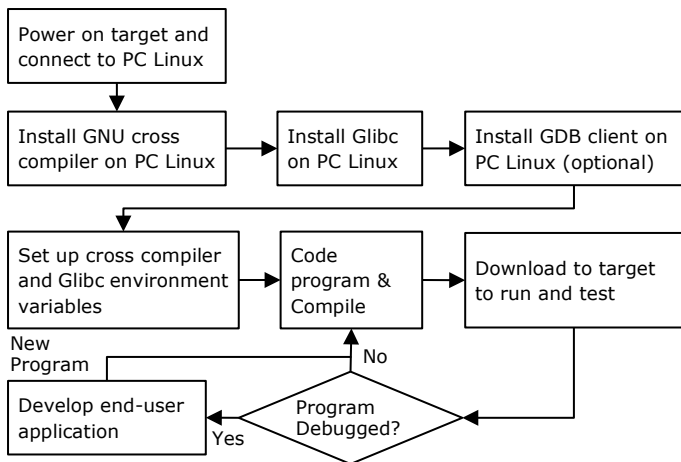 Power on target and
connect to PC Linux
Install GNU cross
compiler on PC Linux
Install Glibc
on PC Linux
Install GDB client on
PC Linux (optional)
Set up cross compiler
and Glibc environment
variables
Code
program &
Compile
Download to target
to run and test
New
Program
No
Develop end-user
application
Yes
Program
Debugged?